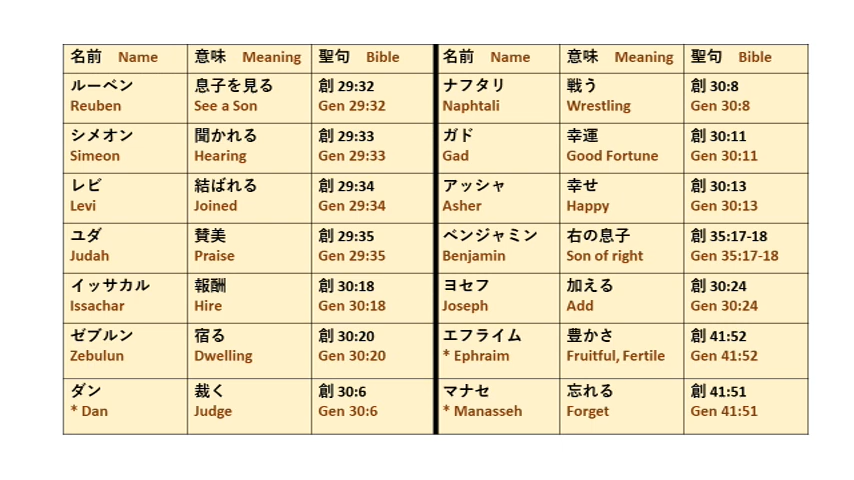 名前 Name 意味 Meaning 聖句 Bible 名前 Name 意味 Meaning 聖句 Bible
ルーベン 息子を見る 創 29:32 ナフタリ 戦う 創 30:8
Reuben See a Son Gen 29:32 Naphtali Wrestling Gen 30:8
シメオン 聞かれる 創 29:33 ガド 幸運 創 30:11
Simeon Hearing Gen 29:33 Gad Good Fortune Gen 30:11
レビ 結ばれる 創 29:34 アッシャ 幸せ 創 30:13
Levi Joined Gen 29:34 Asher Happy Gen 30:13
ユダ 賛美 創 29:35 ベンジャミン 右の息子 創 35:17-18
Judah Praise Gen 29:35 Benjamin Son of right Gen 35:17-18
イッサカル 報酬 創 30:18 ヨセフ 加える 創 30:24
Issachar Hire Gen 30:18 Joseph Add Gen 30:24
ゼブルン 宿る 創 30:20 エフライム 豊かさ 創 41:52
Zebulun Dwelling Gen 30:20 * Ephraim Fruitful, Fertile Gen 41:52
ダン 裁く 創 30:6 マナセ 忘れる 創 41:51
* Dan Judge Gen 30:6 * Manasseh Forget Gen 41:51